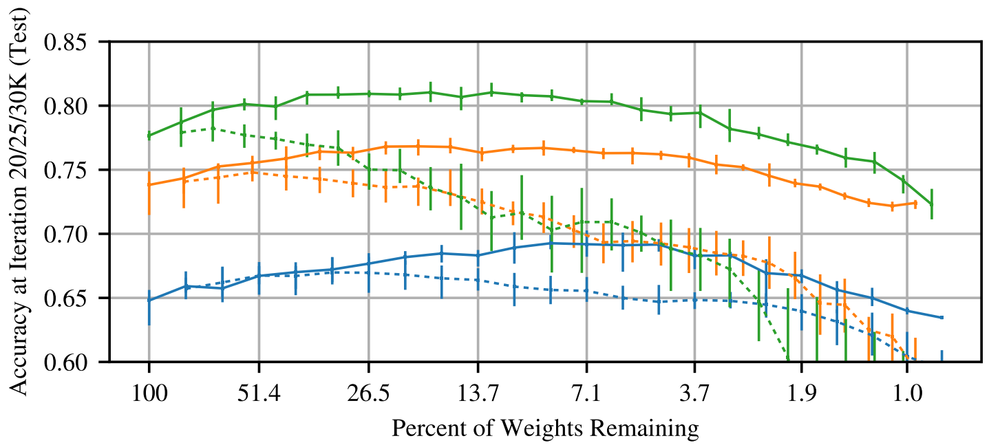 Accuracy at Iteration 20/25/30K (Test)
0.85
0.80
0.75
0.70
0.65
0.60
100 51.4 26.5 13.7 7.1 3.7 1.9 1.0
Percent of Weights Remaining